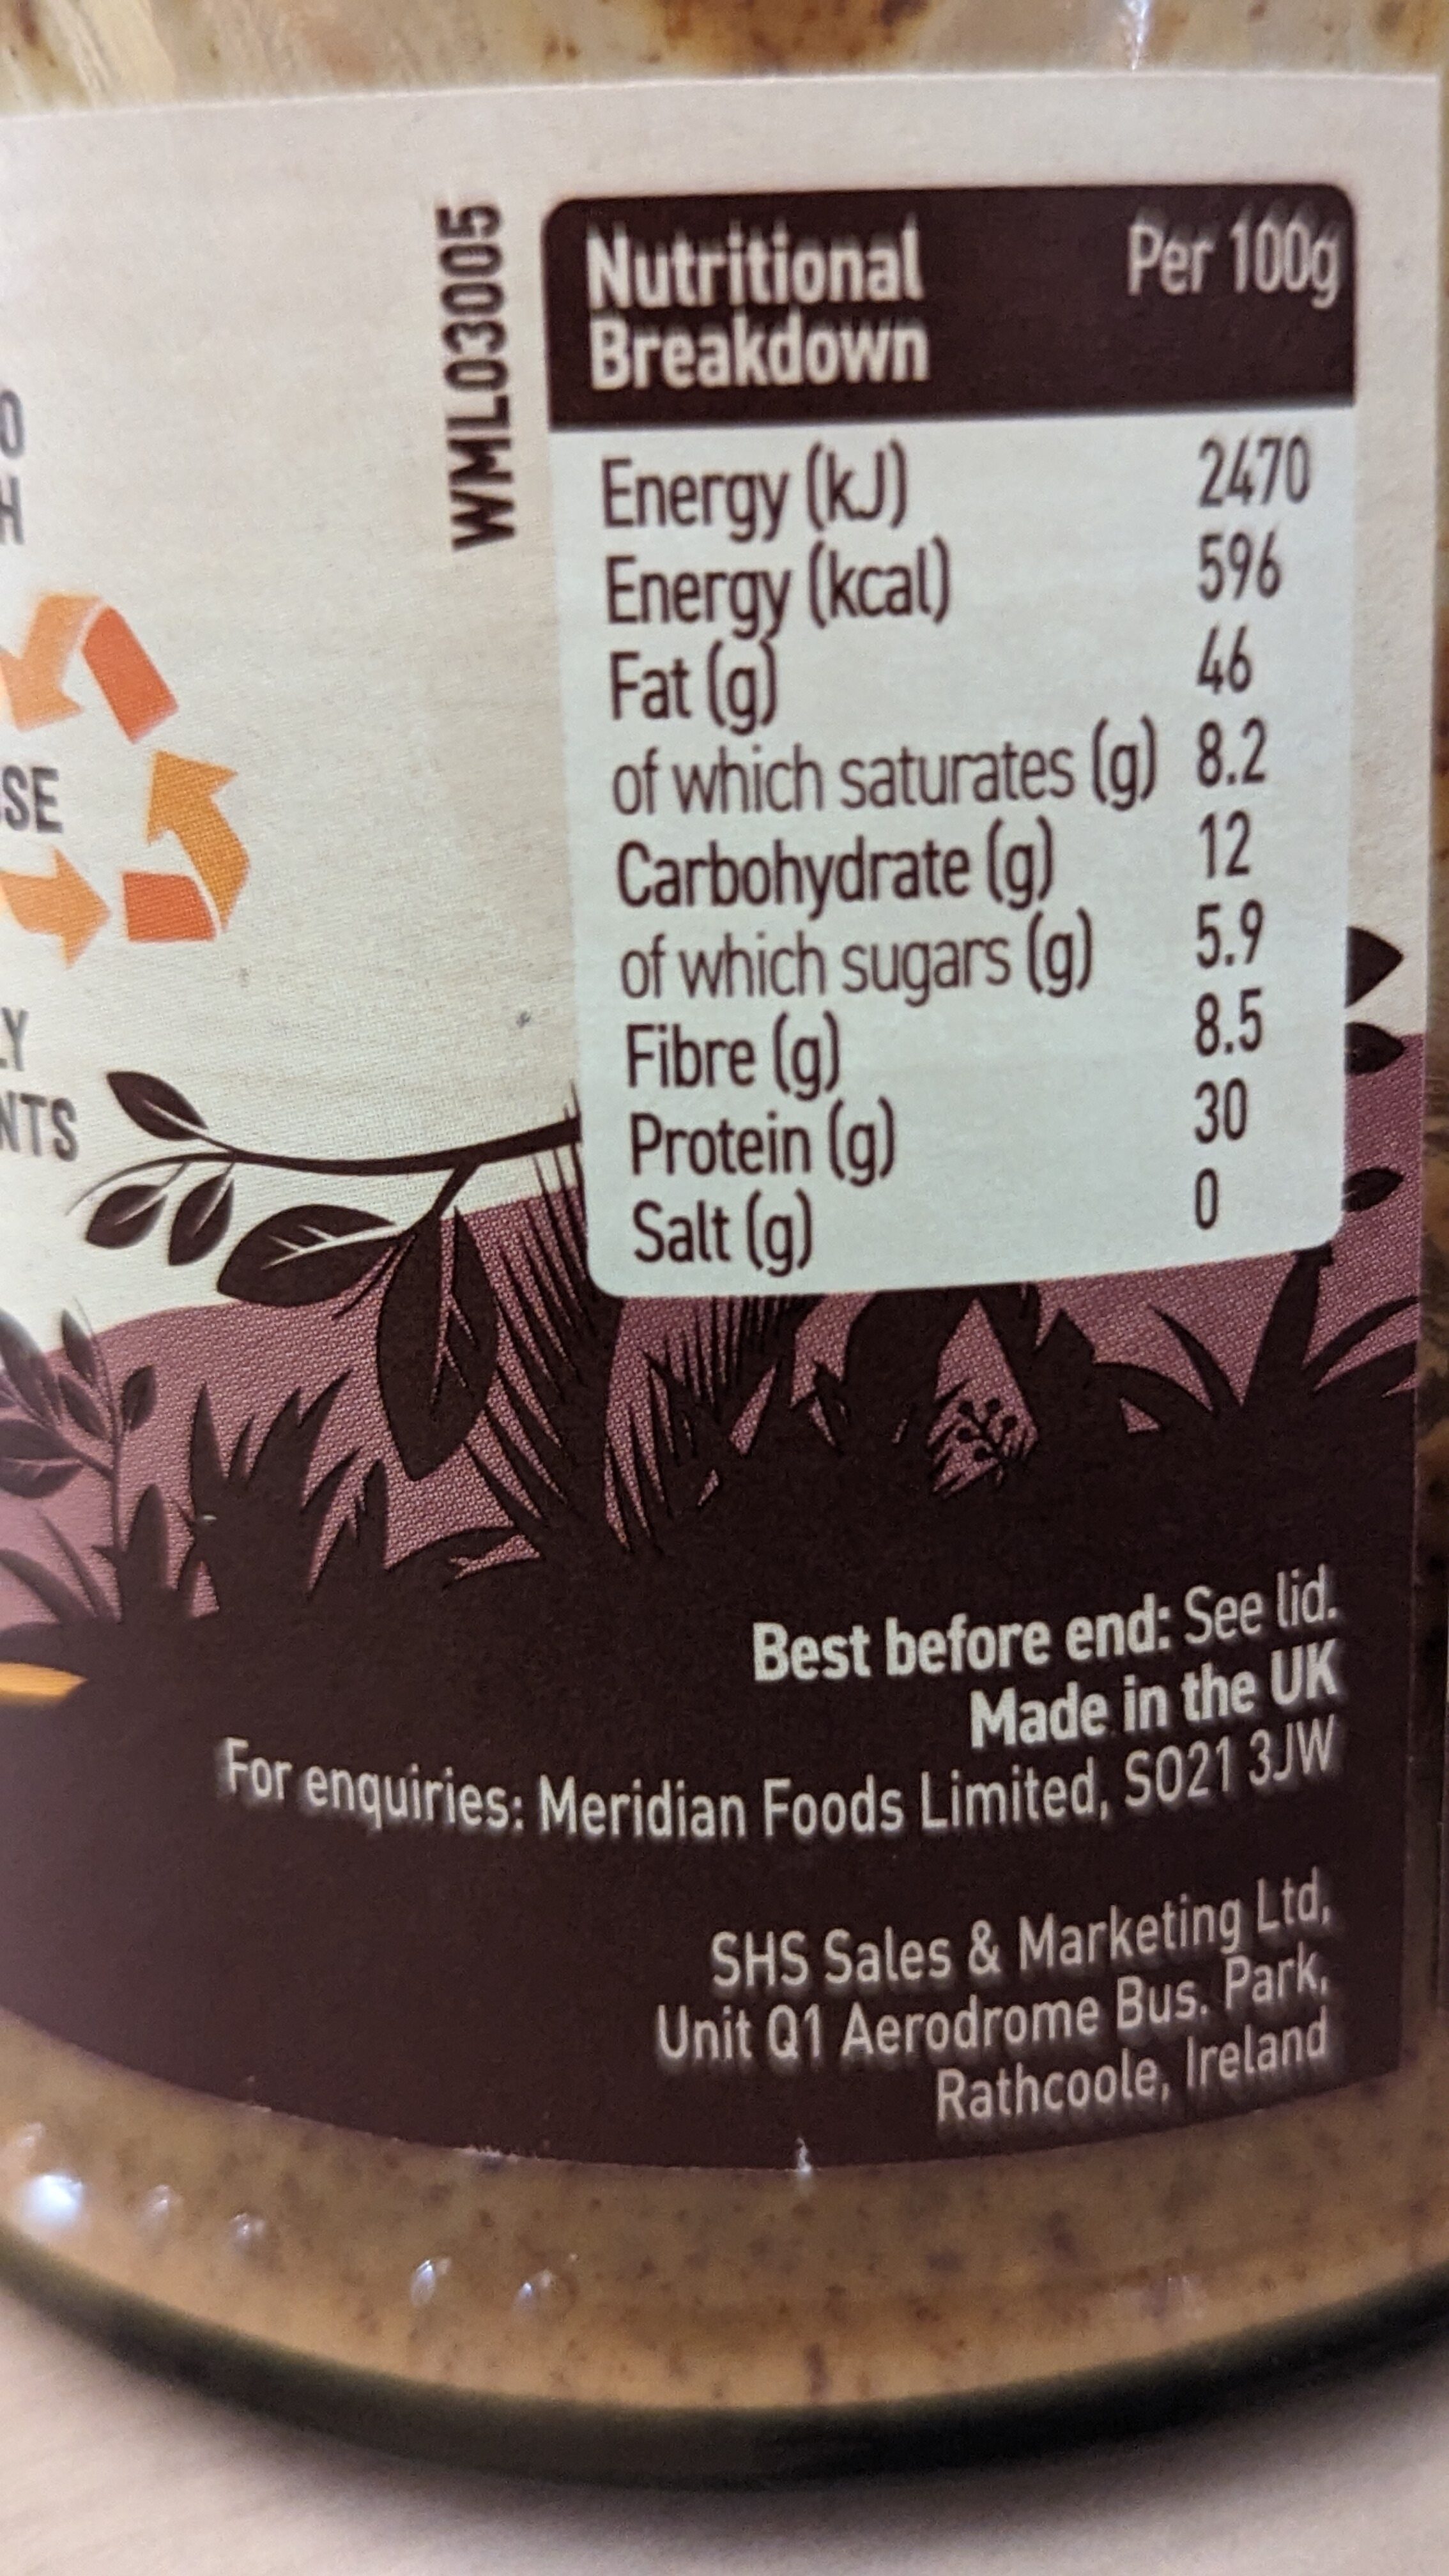 O
H
SE
LY
NTS
WML03005
Nutritional Breakdown Per 100g
Energy (kJ) 2470
Energy (kcal) 596
Fat (g) 46
of which saturates (g) 8.2
Carbohydrate (g) 12
of which sugars (g) 5.9
Fibre (g) 8.5
Protein (g) 30
Salt (g) 0
Best before end: See lid.
Made in the UK
For enquiries: Meridian Foods Limited, SO21 3JW
SHS Sales & Marketing Ltd,
Unit Q1 Aerodrome Bus. Park,
Rathcoole, Ireland